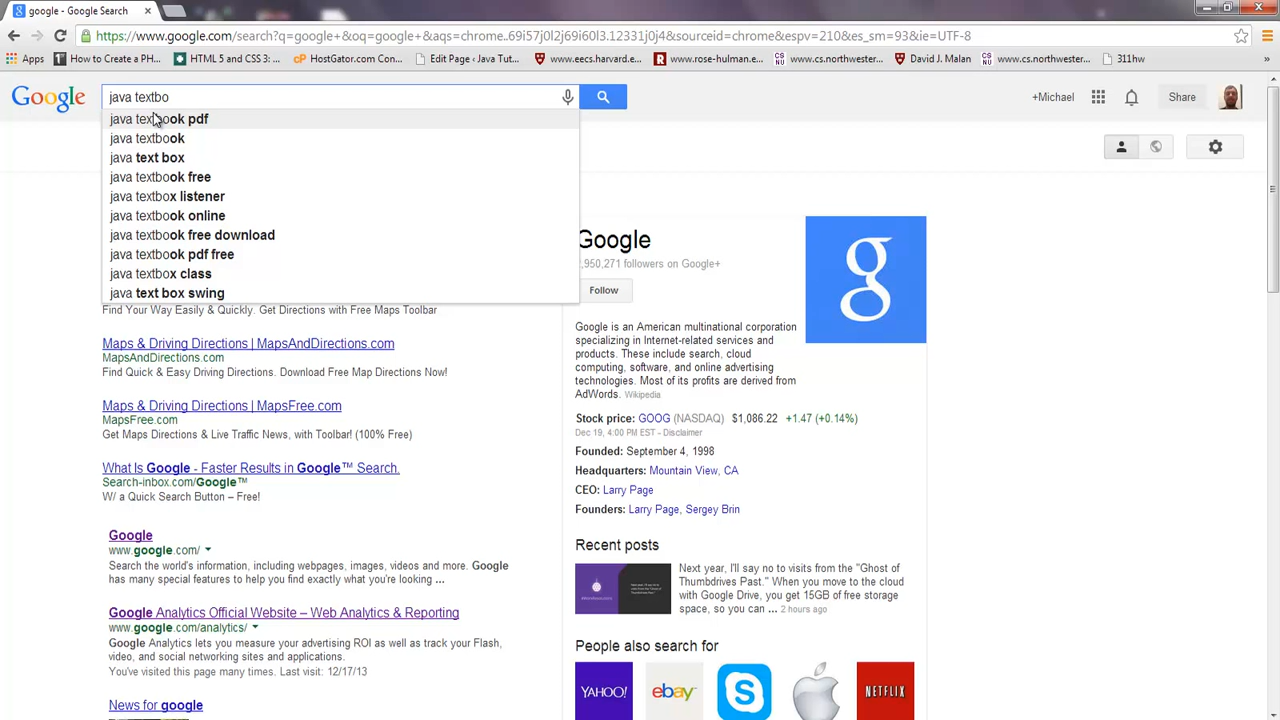 google - Google Search
https://www.google.com/search?q=google+&oq=google+&aqs=chrome..69i57j0l2j69i60l3.12331j0j4&sourceid=chrome&espv=210&es_sm=93&ie=UTF-8
Apps How to Create a PH... HTML 5 and CSS 3: ... HostGator.com Con... Edit Page ‹ Java Tut... www.eecs.harvard.e... www.rose-hulman.e... www.cs.northwester... David J. Malan www.cs.northwester... 311hw »
Google java textbo +Michael Share
java textbook pdf
java textbook
java text box
java textbook free
java textbox listener
java textbook online
java textbook free download
java textbook pdf free
java textbox class
java text box swing
Find Your Way Easily & Quickly. Get Directions with Free Maps Toolbar
Maps & Driving Directions | MapsAndDirections.com
MapsAndDirections.com
Find Quick & Easy Driving Directions. Download Free Map Directions Now!
Maps & Driving Directions | MapsFree.com
MapsFree.com
Get Maps Directions & Live Traffic News, with Toolbar! (100% Free)
What Is Google - Faster Results in Google™ Search.
Search-inbox.com/Google™
W/ a Quick Search Button – Free!
Google
www.google.com/
Search the world's information, including webpages, images, videos and more. Google
has many special features to help you find exactly what you're looking ...
Google Analytics Official Website – Web Analytics & Reporting
www.google.com/analytics/
Google Analytics lets you measure your advertising ROI as well as track your Flash,
video, and social networking sites and applications.
You've visited this page many times. Last visit: 12/17/13
News for google
Google
,950,271 followers on Google+
Follow
Google is an American multinational corporation
specializing in Internet-related services and
products. These include search, cloud
computing, software, and online advertising
technologies. Most of its profits are derived from
AdWords. Wikipedia
Stock price: GOOG (NASDAQ) $1,086.22 +1.47 (+0.14%)
Dec 19, 4:00 PM EST - Disclaimer
Founded: September 4, 1998
Headquarters: Mountain View, CA
CEO: Larry Page
Founders: Larry Page, Sergey Brin
Recent posts
Next year, I'll say no to visits from the "Ghost of
Thumbdrives Past." When you move to the cloud
with Google Drive, you get 15GB of free storage
space, so you can ... 2 hours ago
People also search for
YAHOO! ebay NETFLIX